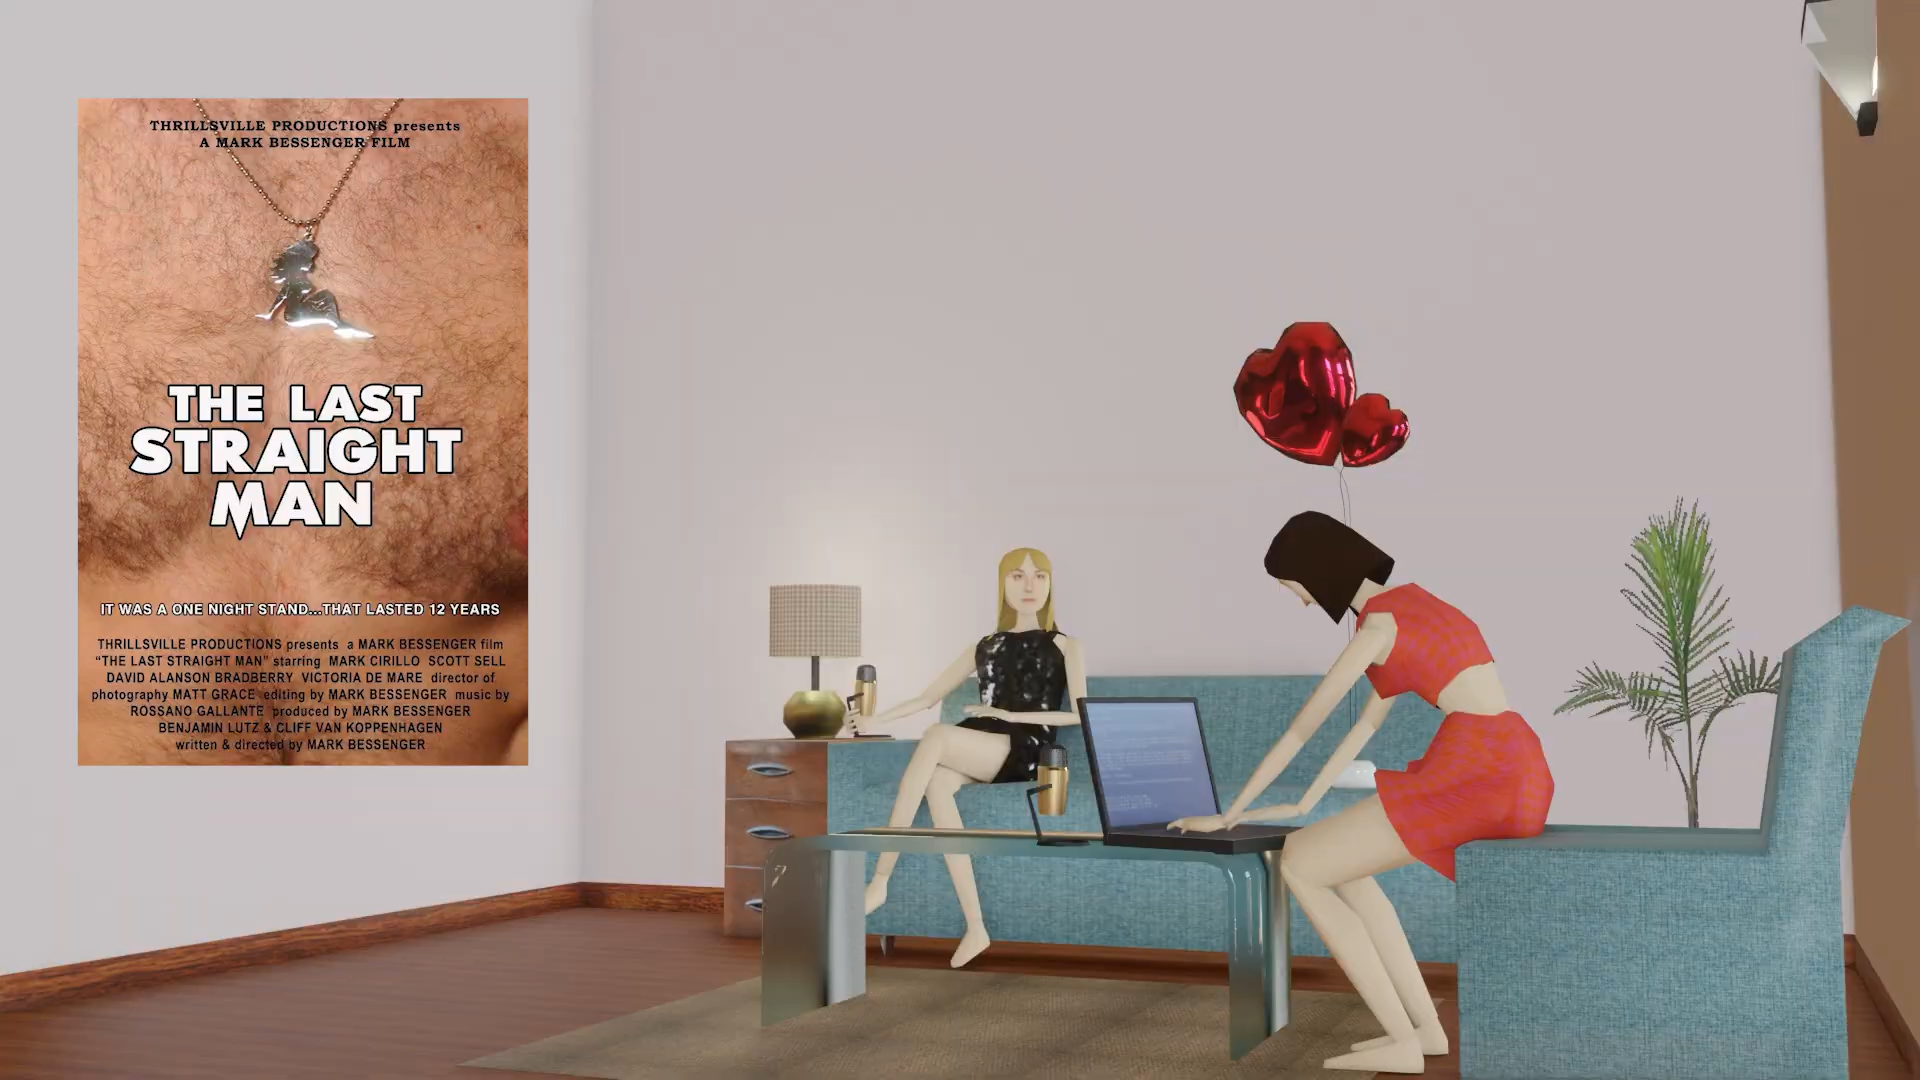 THRILLSVILLE PRODUCTIONS presents
A MARK BESSENGER FILM
THE LAST
STRAIGHT
MAN
IT WAS A ONE NIGHT STAND...THAT LASTED 12 YEARS
THRILLSVILLE PRODUCTIONS presents a MARK BESSENGER film
"THE LAST STRAIGHT MAN" starring MARK CIRILLO SCOTT SELL
DAVID ALANSON BRADBERRY VICTORIA DE MARE director of
photography MATT GRACE editing by MARK BESSENGER music by
ROSSANO GALLANTE produced by MARK BESSENGER
BENJAMIN LUTZ & CLIFF VAN KOPPENHAGEN
written & directed by MARK BESSENGER